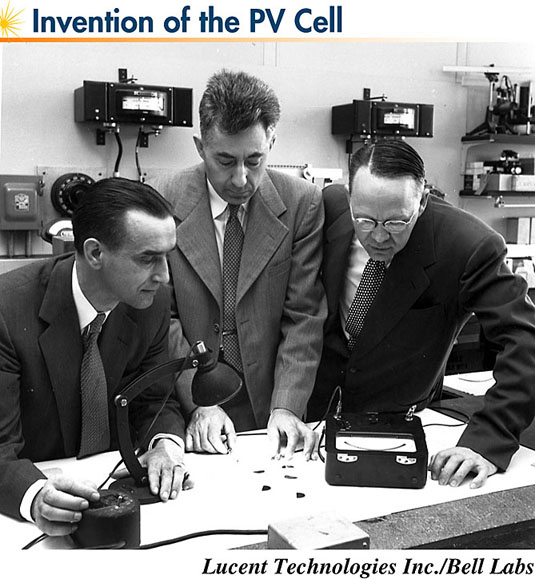 Invention of the PV Cell
Lucent Technologies Inc./Bell Labs